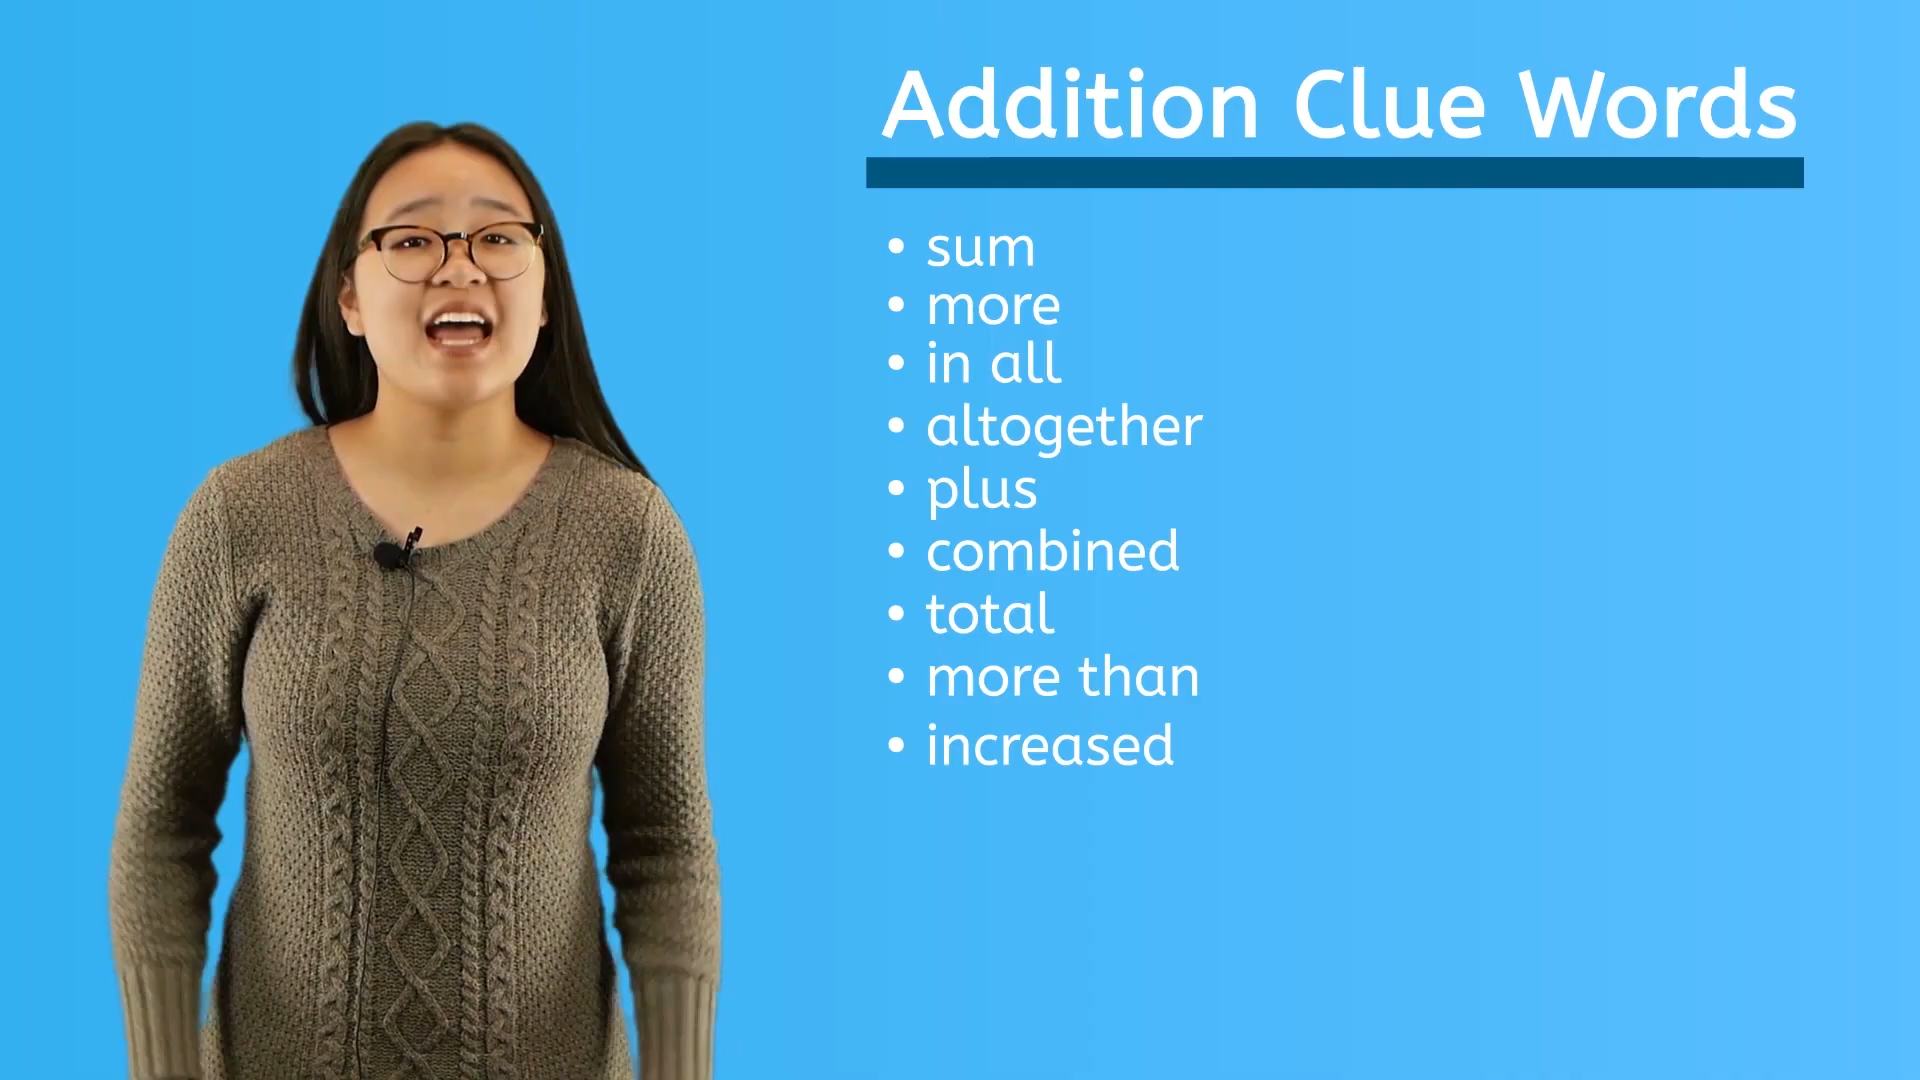 Addition Clue Words
• sum
• more
• in all
• altogether
• plus
• combined
• total
• more than
• increased